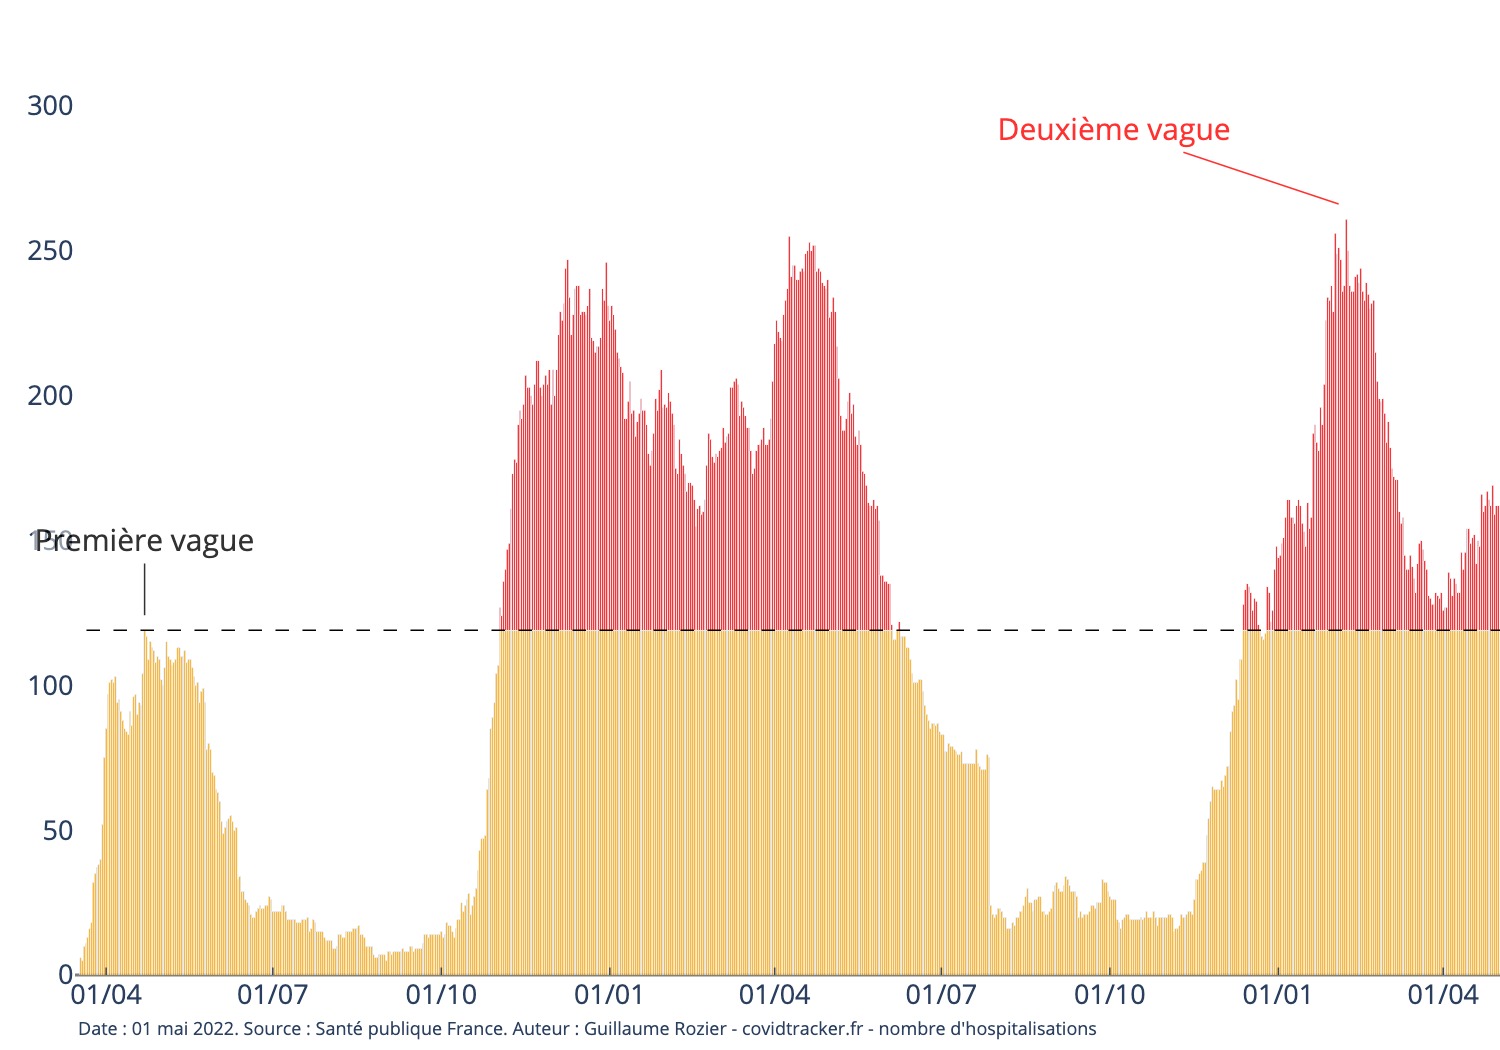 300
Deuxième vague
250
200
150
Première vague
100
50
0
01/04 01/07 01/10 01/01 01/04 01/07 01/10 01/01 01/04
Date : 01 mai 2022. Source : Santé publique France. Auteur : Guillaume Rozier - covidtracker.fr - nombre d'hospitalisations